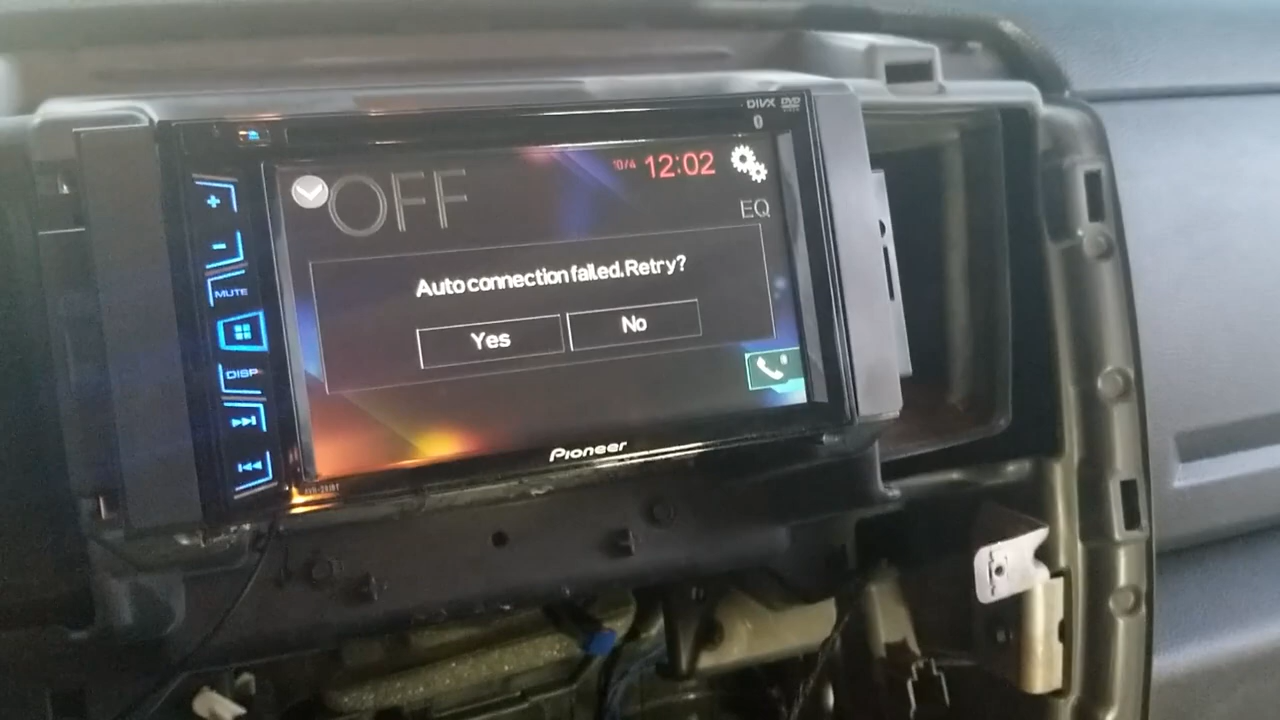 DIVX DVD
OFF
10/4 12:02
EQ
Auto connection failed. Retry?
Yes
No
+
−
MUTE
DISP
Pioneer